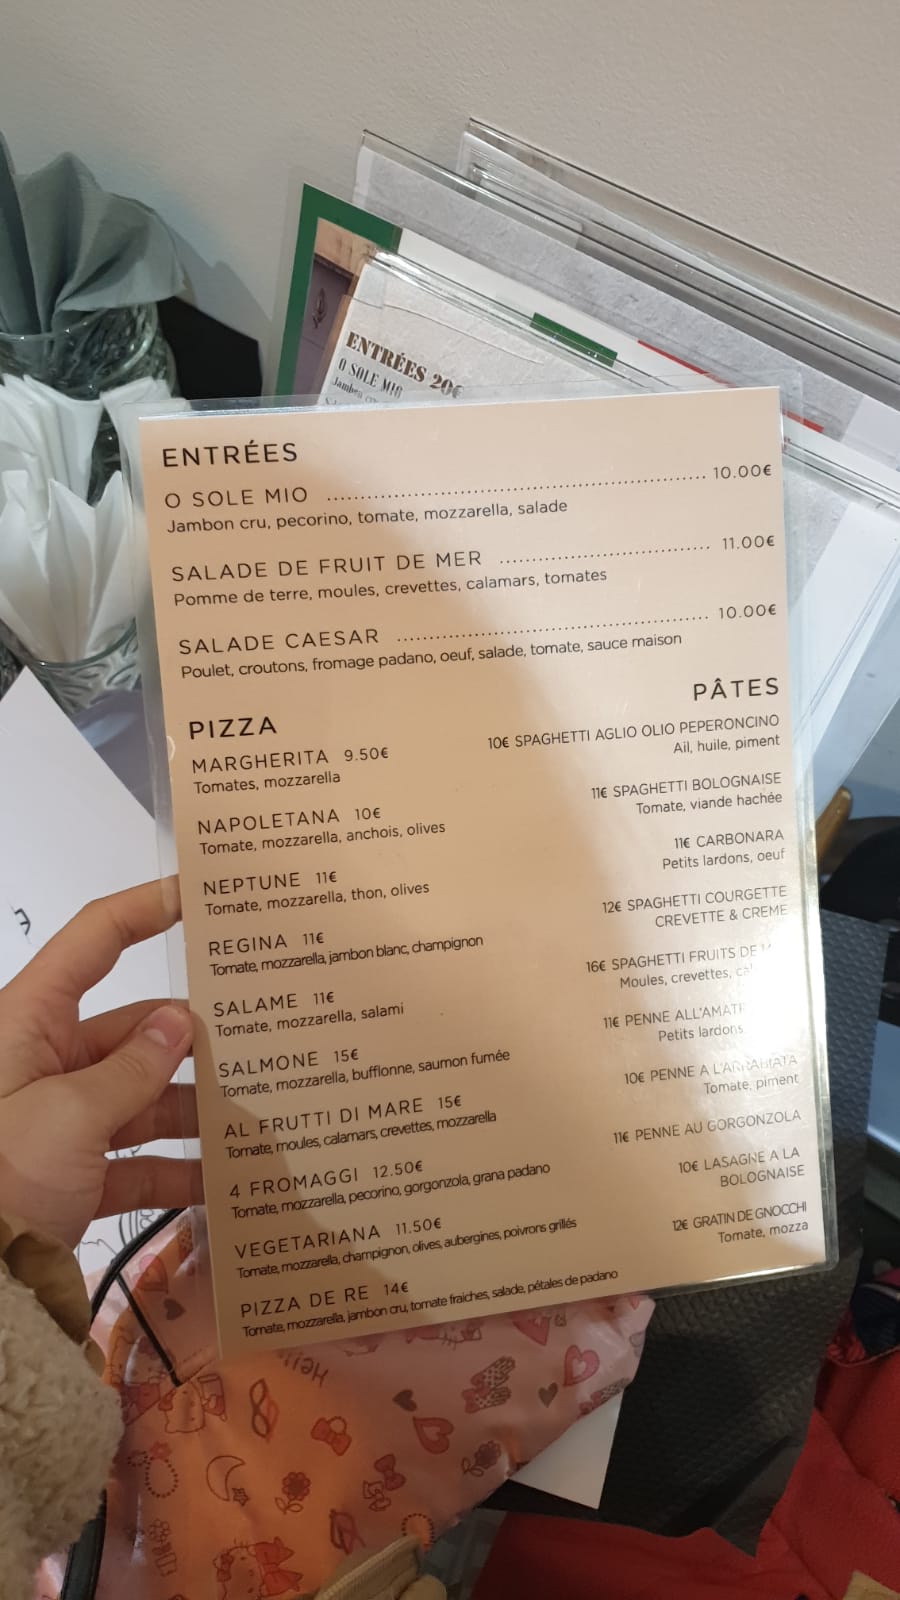 ENTRÉES 20€
O SOLE MIO
Jambon
ENTRÉES
O SOLE MIO ........ 10.00€
Jambon cru, pecorino, tomate, mozzarella, salade
SALADE DE FRUIT DE MER ........ 11.00€
Pomme de terre, moules, crevettes, calamars, tomates
SALADE CAESAR ........ 10.00€
Poulet, croutons, fromage padano, oeuf, salade, tomate, sauce maison
PIZZA
MARGHERITA 9.50€
Tomates, mozzarella
NAPOLETANA 10€
Tomate, mozzarella, anchois, olives
NEPTUNE 11€
Tomate, mozzarella, thon, olives
REGINA 11€
Tomate, mozzarella, jambon blanc, champignon
SALAME 11€
Tomate, mozzarella, salami
SALMONE 15€
Tomate, mozzarella, bufflonne, saumon fumée
AL FRUTTI DI MARE 15€
Tomate, moules, calamars, crevettes, mozzarella
4 FROMAGGI 12.50€
Tomate, mozzarella, pecorino, gorgonzola, grana padano
VEGETARIANA 11.50€
Tomate, mozzarella, champignon, olives, aubergines, poivrons grillés
PIZZA DE RE 14€
Tomate, mozzarella, jambon cru, tomate fraiches, salade, pétales de padano
PÂTES
10€ SPAGHETTI AGLIO OLIO PEPERONCINO
Ail, huile, piment
11€ SPAGHETTI BOLOGNAISE
Tomate, viande hachée
11€ CARBONARA
Petits lardons, oeuf
12€ SPAGHETTI COURGETTE
CREVETTE & CREME
16€ SPAGHETTI FRUITS DE
Moules, crevettes,
11€ PENNE
Petits lardons
10€ PENNE A L'ARRABIATA
Tomate, piment
11€ PENNE AU GORGONZOLA
10€ LASAGNE A LA
BOLOGNAISE
12€ GRATIN DE GNOCCHI
Tomate, mozza